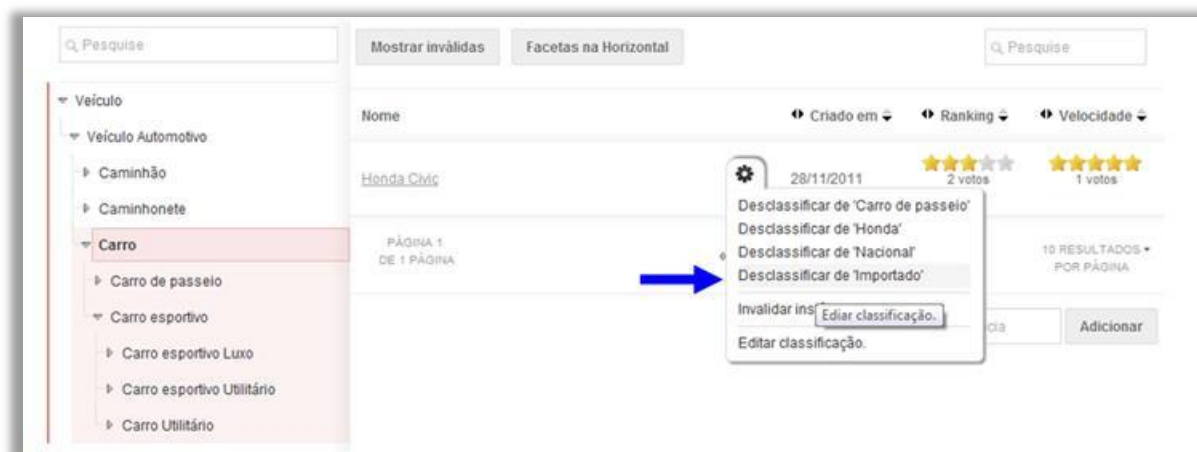 Pesquise
Mostrar inválidas
Facetas na Horizontal
Pesquise
Veículo
Veículo Automotivo
Caminhão
Caminhonete
Carro
Carro de passeio
Carro esportivo
Carro esportivo Luxo
Carro esportivo Utilitário
Carro Utilitário
Nome
Criado em
Ranking
Velocidade
Honda Civic
28/11/2011
2 votos
1 votos
Desclassificar de 'Carro de passeio'
Desclassificar de 'Honda'
Desclassificar de 'Nacional'
Desclassificar de 'Importado'
Invalidar
Ediar classificação.
Editar classificação.
PÁGINA 1
DE 1 PÁGINA
10 RESULTADOS
POR PÁGINA
Adicionar